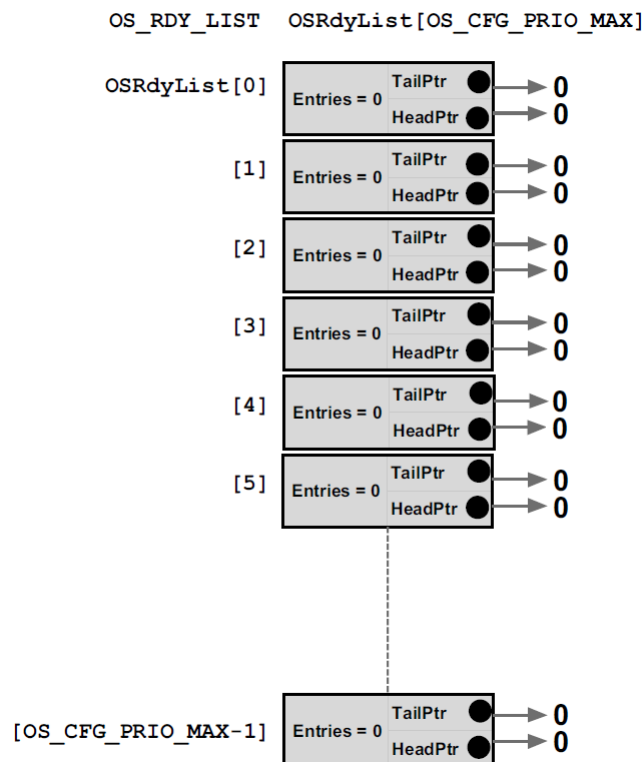 OS_RDY_LIST OSRdyList[OS_CFG_PRIO_MAX]
OSRdyList[0] Entries = 0 TailPtr 0
HeadPtr 0
[1] Entries = 0 TailPtr 0
HeadPtr 0
[2] Entries = 0 TailPtr 0
HeadPtr 0
[3] Entries = 0 TailPtr 0
HeadPtr 0
[4] Entries = 0 TailPtr 0
HeadPtr 0
[5] Entries = 0 TailPtr 0
HeadPtr 0
[OS_CFG_PRIO_MAX-1] Entries = 0 TailPtr 0
HeadPtr 0